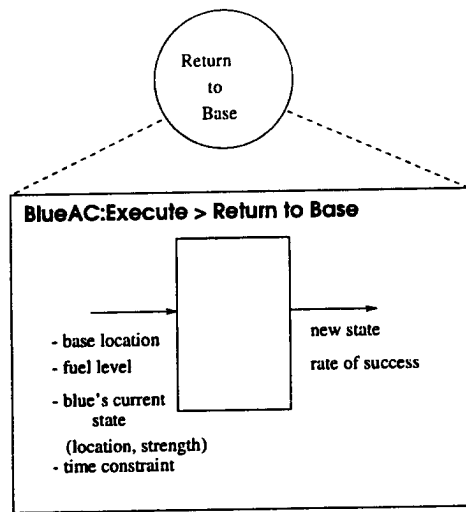 Return
to
Base
BlueAC:Execute > Return to Base
- base location
- fuel level
- blue's current
state
(location, strength)
- time constraint
new state
rate of success